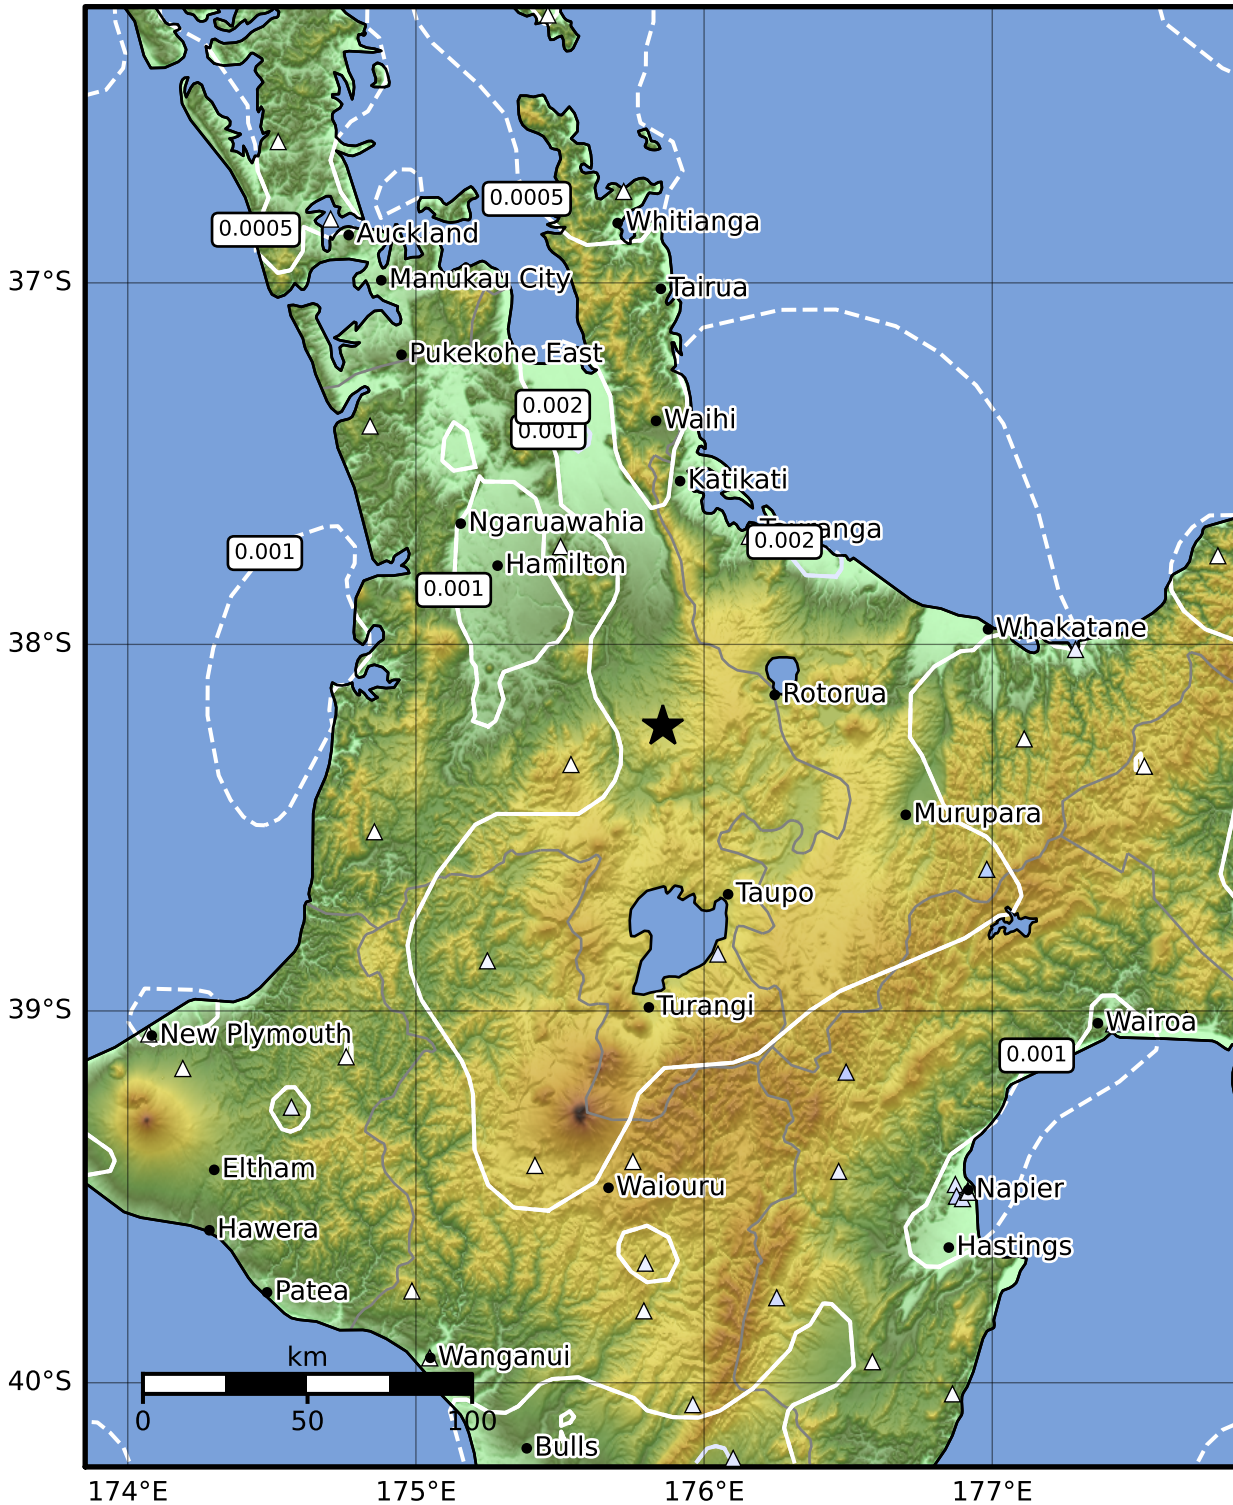 0.0005
Whitianga
0.0005
Auckland
37°S
Manukau City
Tairua
Pukekohe East
0.002
0.001
Waihi
Katikati
Ngaruawahia
Tauranga
0.002
0.001
Hamilton
0.001
Whakatane
38°S
Rotorua
Murupara
Taupo
39°S
Turangi
Wairoa
New Plymouth
0.001
Eltham
Waiouru
Napier
Hawera
Hastings
Patea
km
Wanganui
40°S
0 50 100
Bulls
174°E 175°E 176°E 177°E